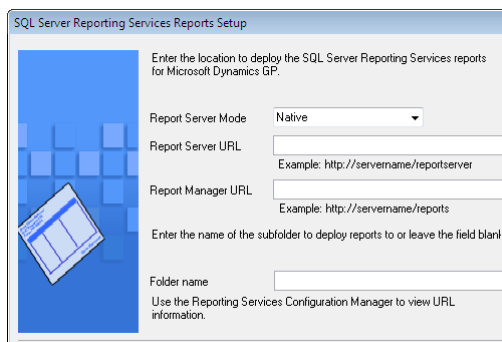 SQL Server Reporting Services Reports Setup
Enter the location to deploy the SQL Server Reporting Services reports
for Microsoft Dynamics GP.
Report Server Mode Native
Report Server URL
Example: http://servername/reportserver
Report Manager URL
Example: http://servername/reports
Enter the name of the subfolder to deploy reports to or leave the field blank
Folder name
Use the Reporting Services Configuration Manager to view URL
information.